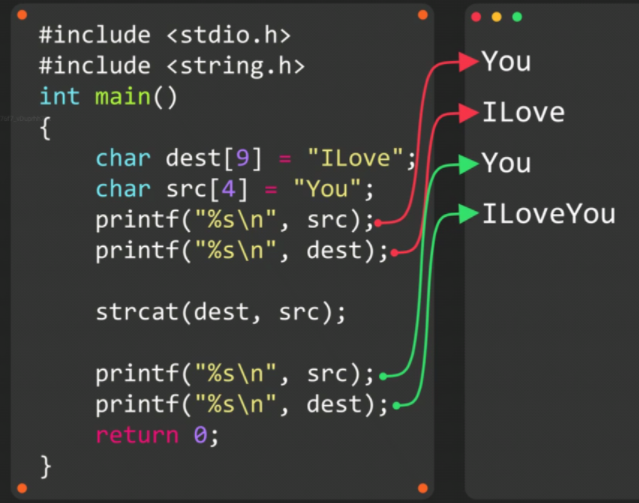 #include <stdio.h>
#include <string.h>
int main()
{
    char dest[9] = "ILove";
    char src[4] = "You";
    printf("%s\n", src);
    printf("%s\n", dest);

    strcat(dest, src);

    printf("%s\n", src);
    printf("%s\n", dest);
    return 0;
}
You
ILove
You
ILoveYou